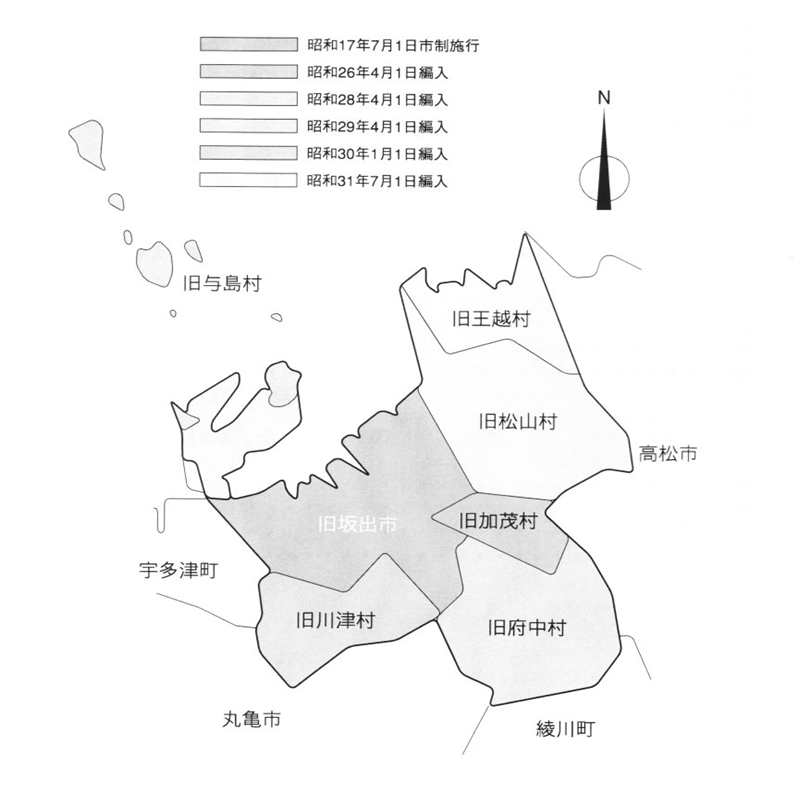 昭和17年7月1日市制施行
昭和26年4月1日編入
昭和28年4月1日編入
昭和29年4月1日編入
昭和30年1月1日編入
昭和31年7月1日編入
N
旧与島村
旧王越村
旧松山村
高松市
旧坂出市
旧加茂村
宇多津町
旧川津村
旧府中村
丸亀市
綾川町